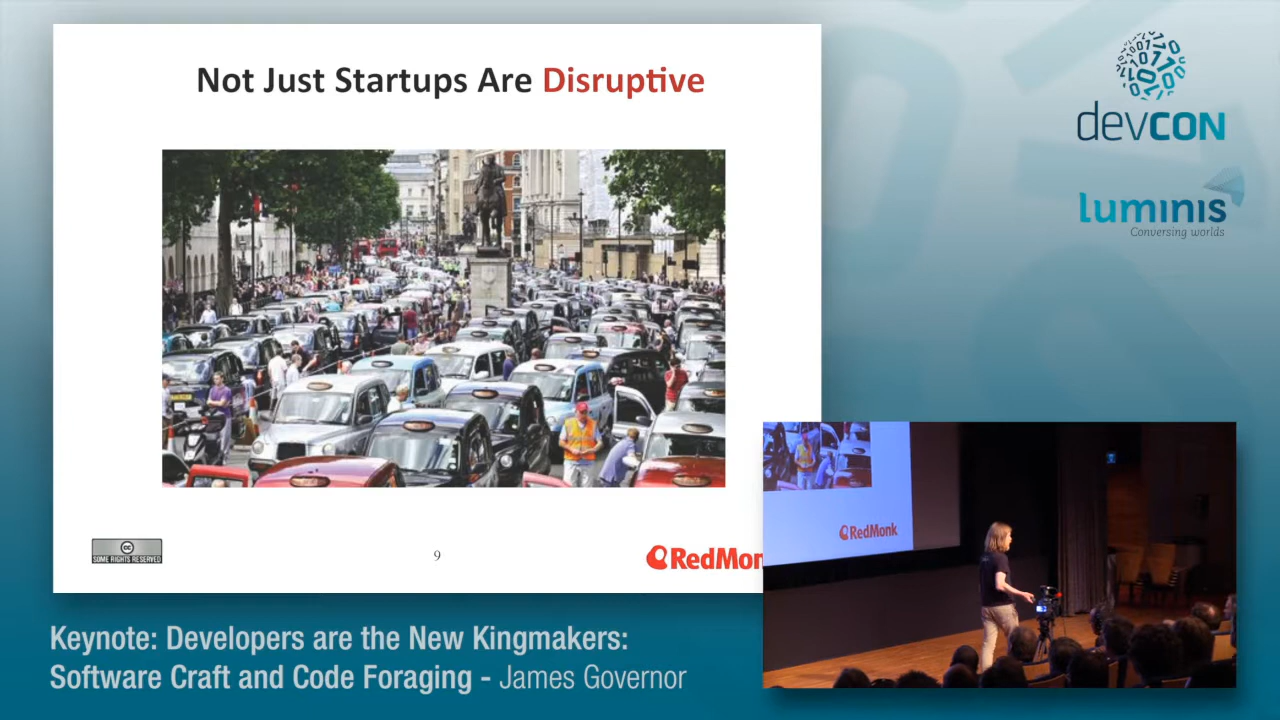 Not Just Startups Are Disruptive
SOME RIGHTS RESERVED
9
RedMon
devCON
luminis
Conversing worlds
RedMonk
Keynote: Developers are the New Kingmakers:
Software Craft and Code Foraging - James Governor